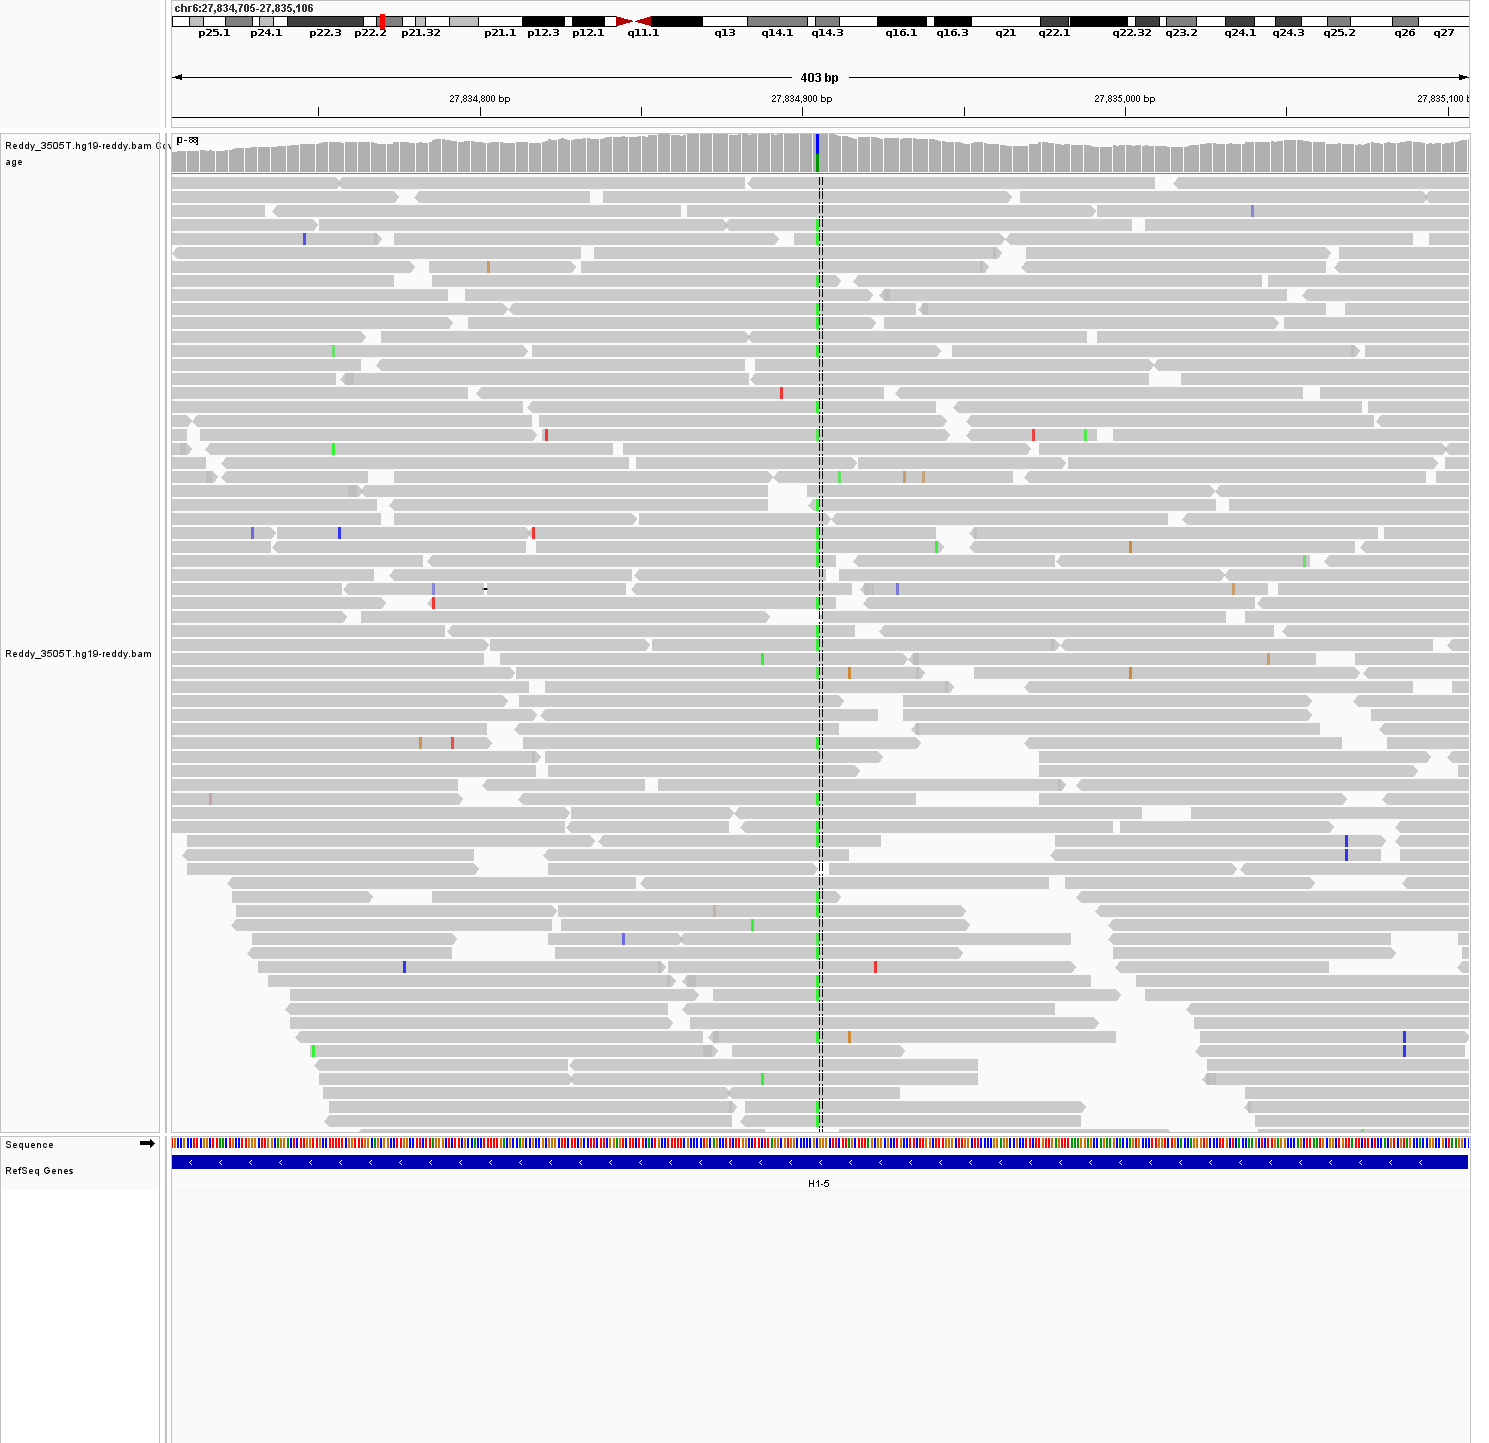 chr6:27,834,705-27,835,106
p25.1 p24.1 p22.3 p22.2 p21.32 p21.1 p12.3 p12.1 q11.1 q13 q14.1 q14.3 q16.1 q16.3 q21 q22.1 q22.32 q23.2 q24.1 q24.3 q25.2 q26 q27
403 bp
27,834,800 bp 27,834,900 bp 27,835,000 bp 27,835,100 b
Reddy_3505T.hg19-reddy.bam Cov
age
Reddy_3505T.hg19-reddy.bam
Sequence
RefSeq Genes
H1-5